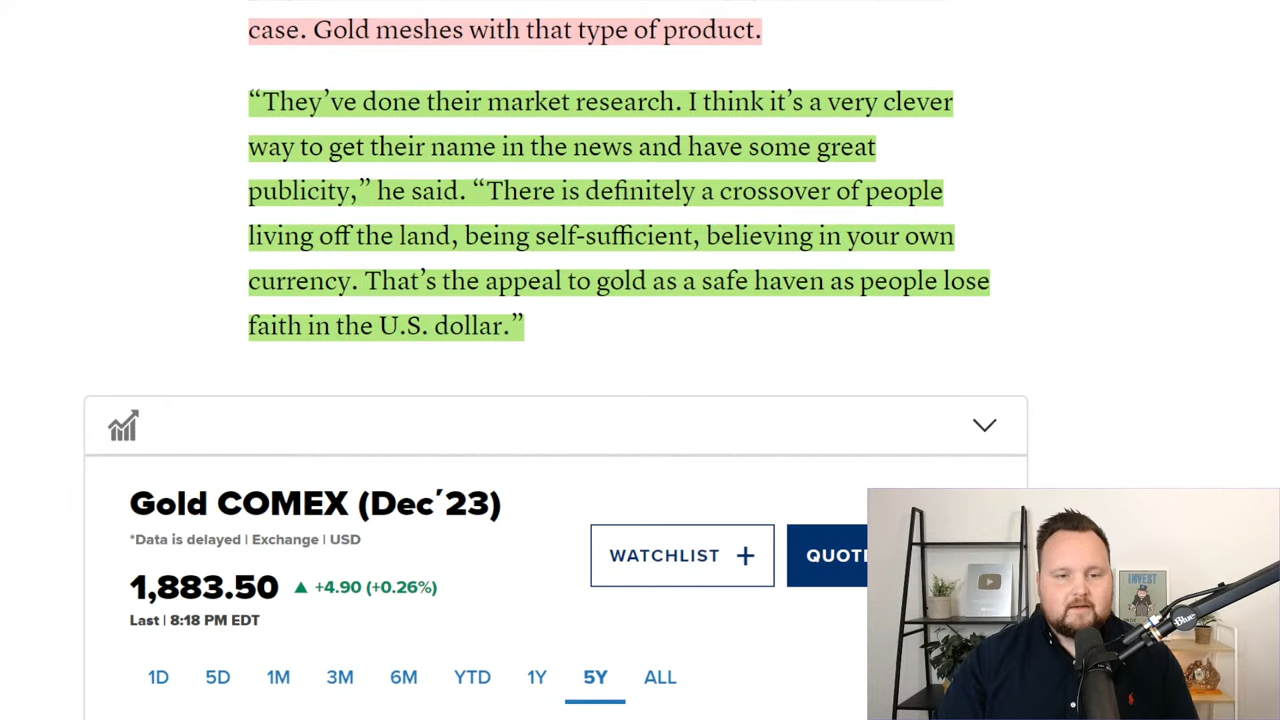 case. Gold meshes with that type of product.
“They’ve done their market research. I think it’s a very clever
way to get their name in the news and have some great
publicity,” he said. “There is definitely a crossover of people
living off the land, being self-sufficient, believing in your own
currency. That’s the appeal to gold as a safe haven as people lose
faith in the U.S. dollar.”
Gold COMEX (Dec′23)
*Data is delayed | Exchange | USD
1,883.50 ▲ +4.90 (+0.26%)
Last | 8:18 PM EDT
WATCHLIST +
QUOTE
1D 5D 1M 3M 6M YTD 1Y 5Y ALL
INVEST
Blue